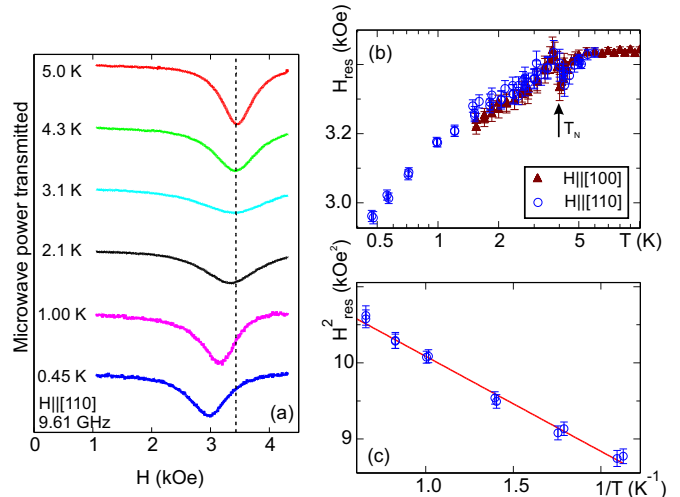 Microwave power transmitted
5.0 K
4.3 K
3.1 K
2.1 K
1.00 K
0.45 K
H||[110]
9.61 GHz
(a)
0 1 2 3 4
H (kOe)
H_res (kOe)
(b)
3.4
3.2
3.0
T_N
H||[100]
H||[110]
0.5 1 2 5 T (K)
H²_res (kOe²)
10
9
(c)
1.0 1.5 1/T (K⁻¹)